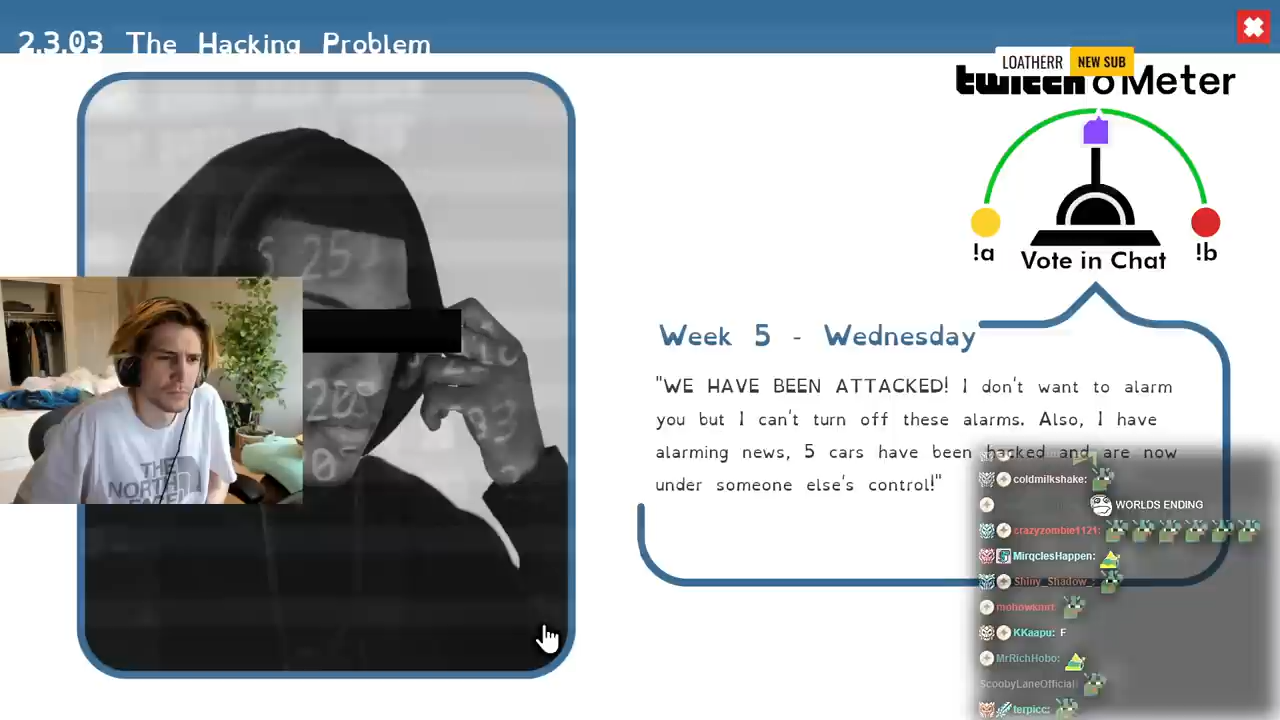 2.3.03 The Hacking Problem
LOATHERR NEW SUB
twitch o Meter
!a
!b
Vote in Chat
Week 5 - Wednesday
"WE HAVE BEEN ATTACKED! I don't want to alarm
you but I can't turn off these alarms. Also, I have
alarming news, 5 cars have been hacked and are now
under someone else's control!"
THE
NORTH
FACE
coldmilkshake:
WORLDS ENDING
crazyzombie1121:
MirqclesHappen:
Shiny_Shadow_:
mohowknrt:
KKaapu: F
MrRichHobo:
ScoobyLaneOfficial
terpicc: